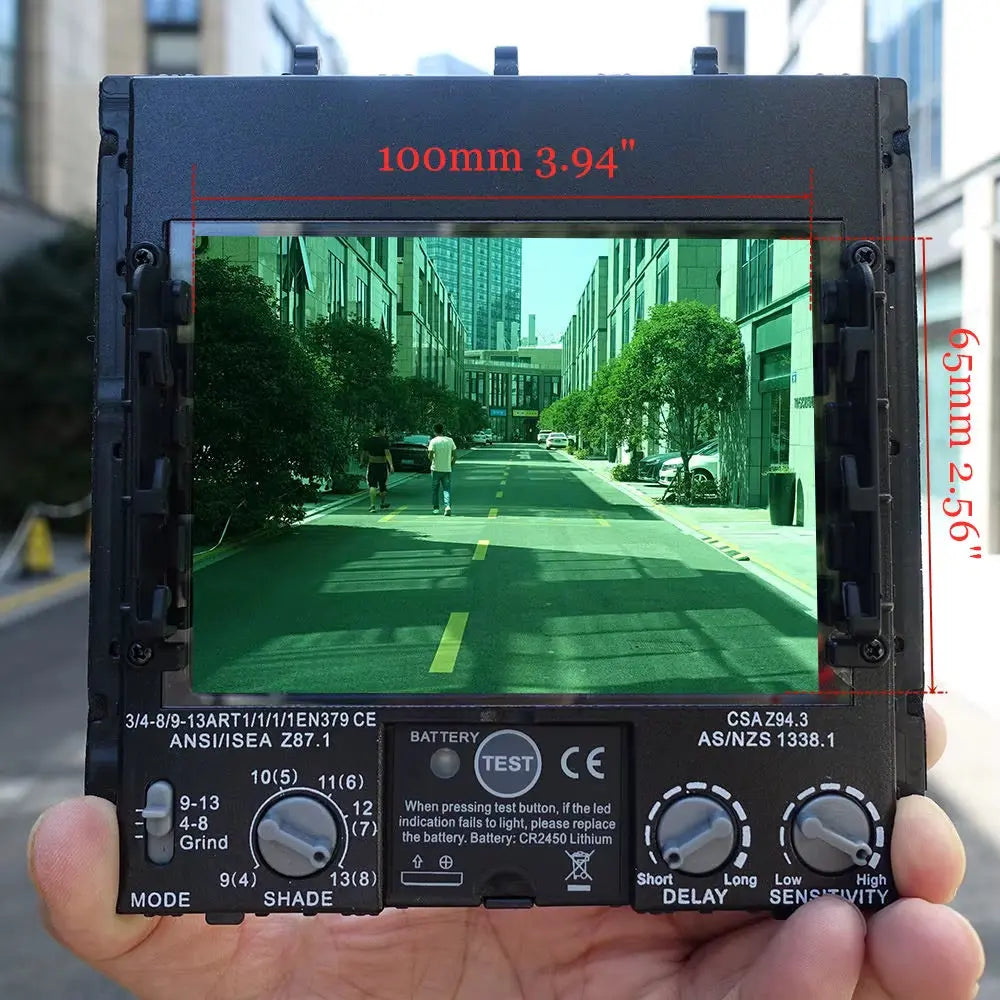 100mm 3.94"
65mm 2.56"
3/4-8/9-13ART1/1/1/1EN379 CE
ANSI/ISEA Z87.1
CSA Z94.3
AS/NZS 1338.1
BATTERY
TEST
CE
When pressing test button, if the led
indication fails to light, please replace
the battery. Battery: CR2450 Lithium
9-13
4-8
Grind
MODE
10(5)
11(6)
12
(7)
9(4)
13(8)
SHADE
Short
Long
DELAY
Low
High
SENSITIVITY